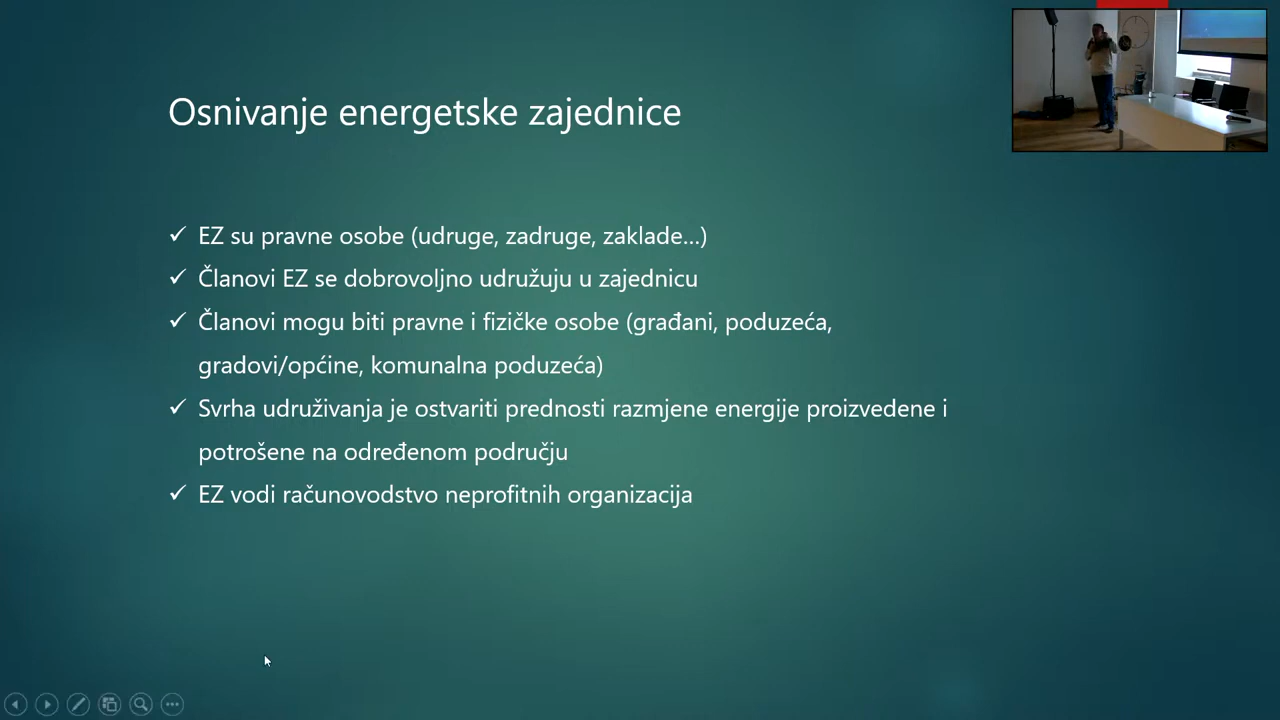 Osnivanje energetske zajednice
✓ EZ su pravne osobe (udruge, zadruge, zaklade...)
✓ Članovi EZ se dobrovoljno udružuju u zajednicu
✓ Članovi mogu biti pravne i fizičke osobe (građani, poduzeća,
gradovi/općine, komunalna poduzeća)
✓ Svrha udruživanja je ostvariti prednosti razmjene energije proizvedene i
potrošene na određenom području
✓ EZ vodi računovodstvo neprofitnih organizacija